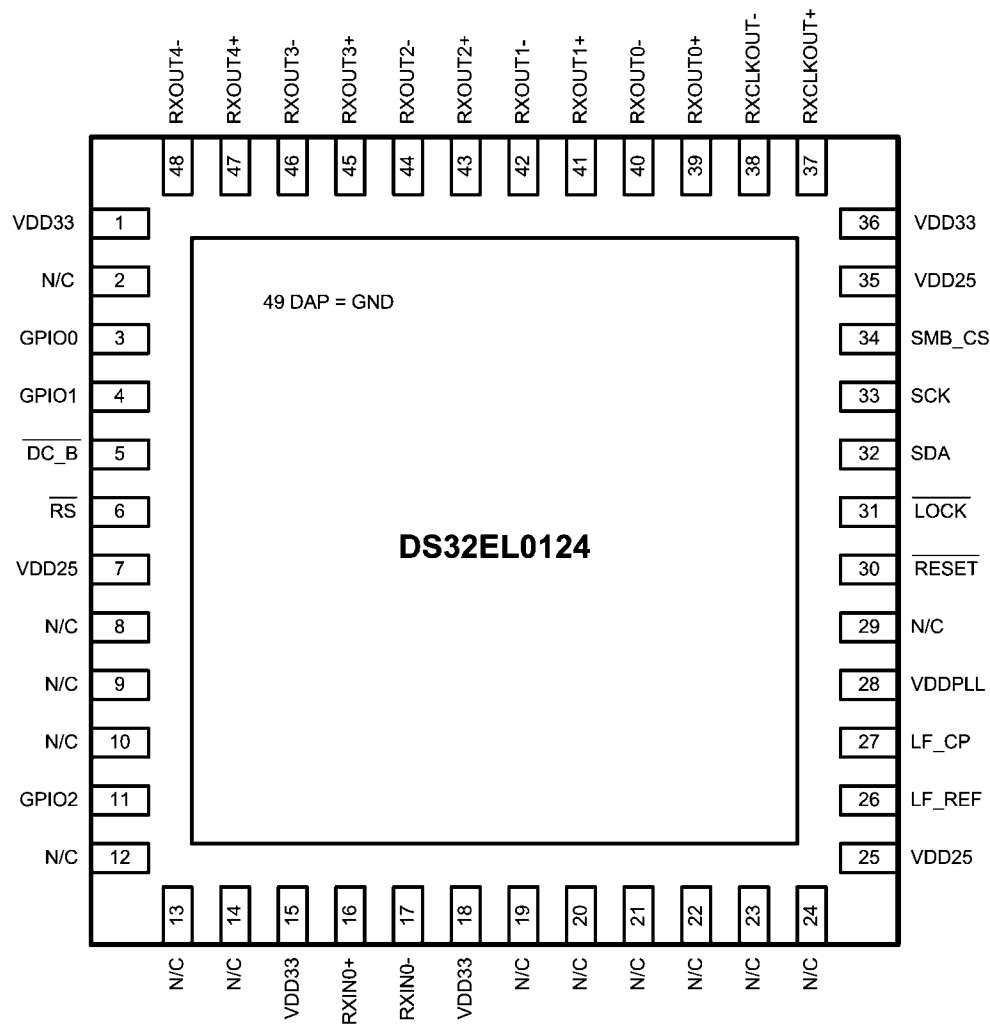 RXOUT4- RXOUT4+ RXOUT3- RXOUT3+ RXOUT2- RXOUT2+ RXOUT1- RXOUT1+ RXOUT0- RXOUT0+ RXCLKOUT- RXCLKOUT+
48 47 46 45 44 43 42 41 40 39 38 37
VDD33 1 36 VDD33
N/C 2 35 VDD25
49 DAP = GND
GPIO0 3 34 SMB_CS
GPIO1 4 33 SCK
DC_B 5 32 SDA
RS 6 31 LOCK
DS32EL0124
VDD25 7 30 RESET
N/C 8 29 N/C
N/C 9 28 VDDPLL
N/C 10 27 LF_CP
GPIO2 11 26 LF_REF
N/C 12 25 VDD25
13 14 15 16 17 18 19 20 21 22 23 24
N/C N/C VDD33 RXIN0+ RXIN0- VDD33 N/C N/C N/C N/C N/C N/C